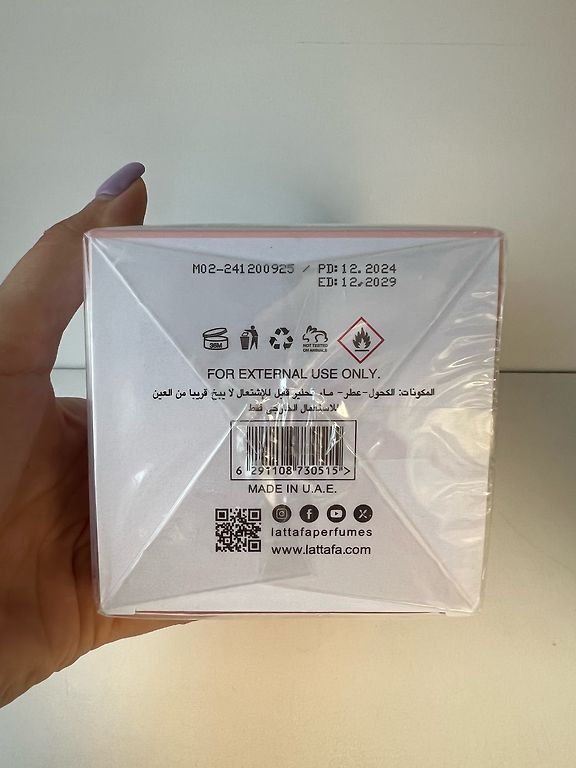 M02-241200925 / PD:12.2024
ED:12.2029
36M
NOT TESTED
ON ANIMALS
FOR EXTERNAL USE ONLY.
المكونات: الكحول-عطر- ماء تحذير قابل للإشتعال لا يبخ قريبا من العين
للاستعمال الخارجي فقط
6 291108 730515 >
MADE IN U.A.E.
lattafaperfumes
www.lattafa.com